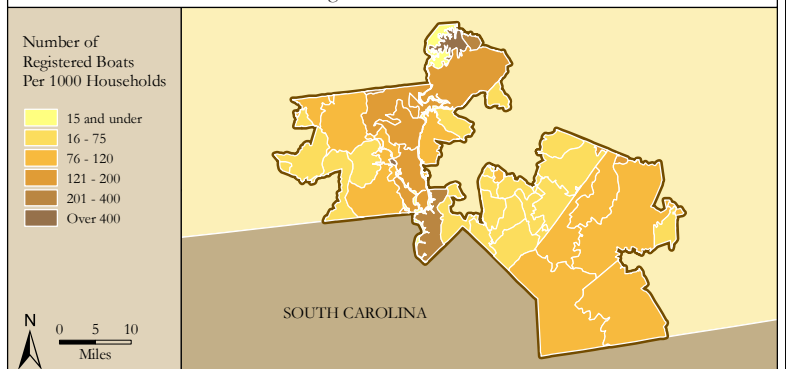 Number of
Registered Boats
Per 1000 Households
15 and under
16 - 75
76 - 120
121 - 200
201 - 400
Over 400
SOUTH CAROLINA
N
0 5 10
Miles